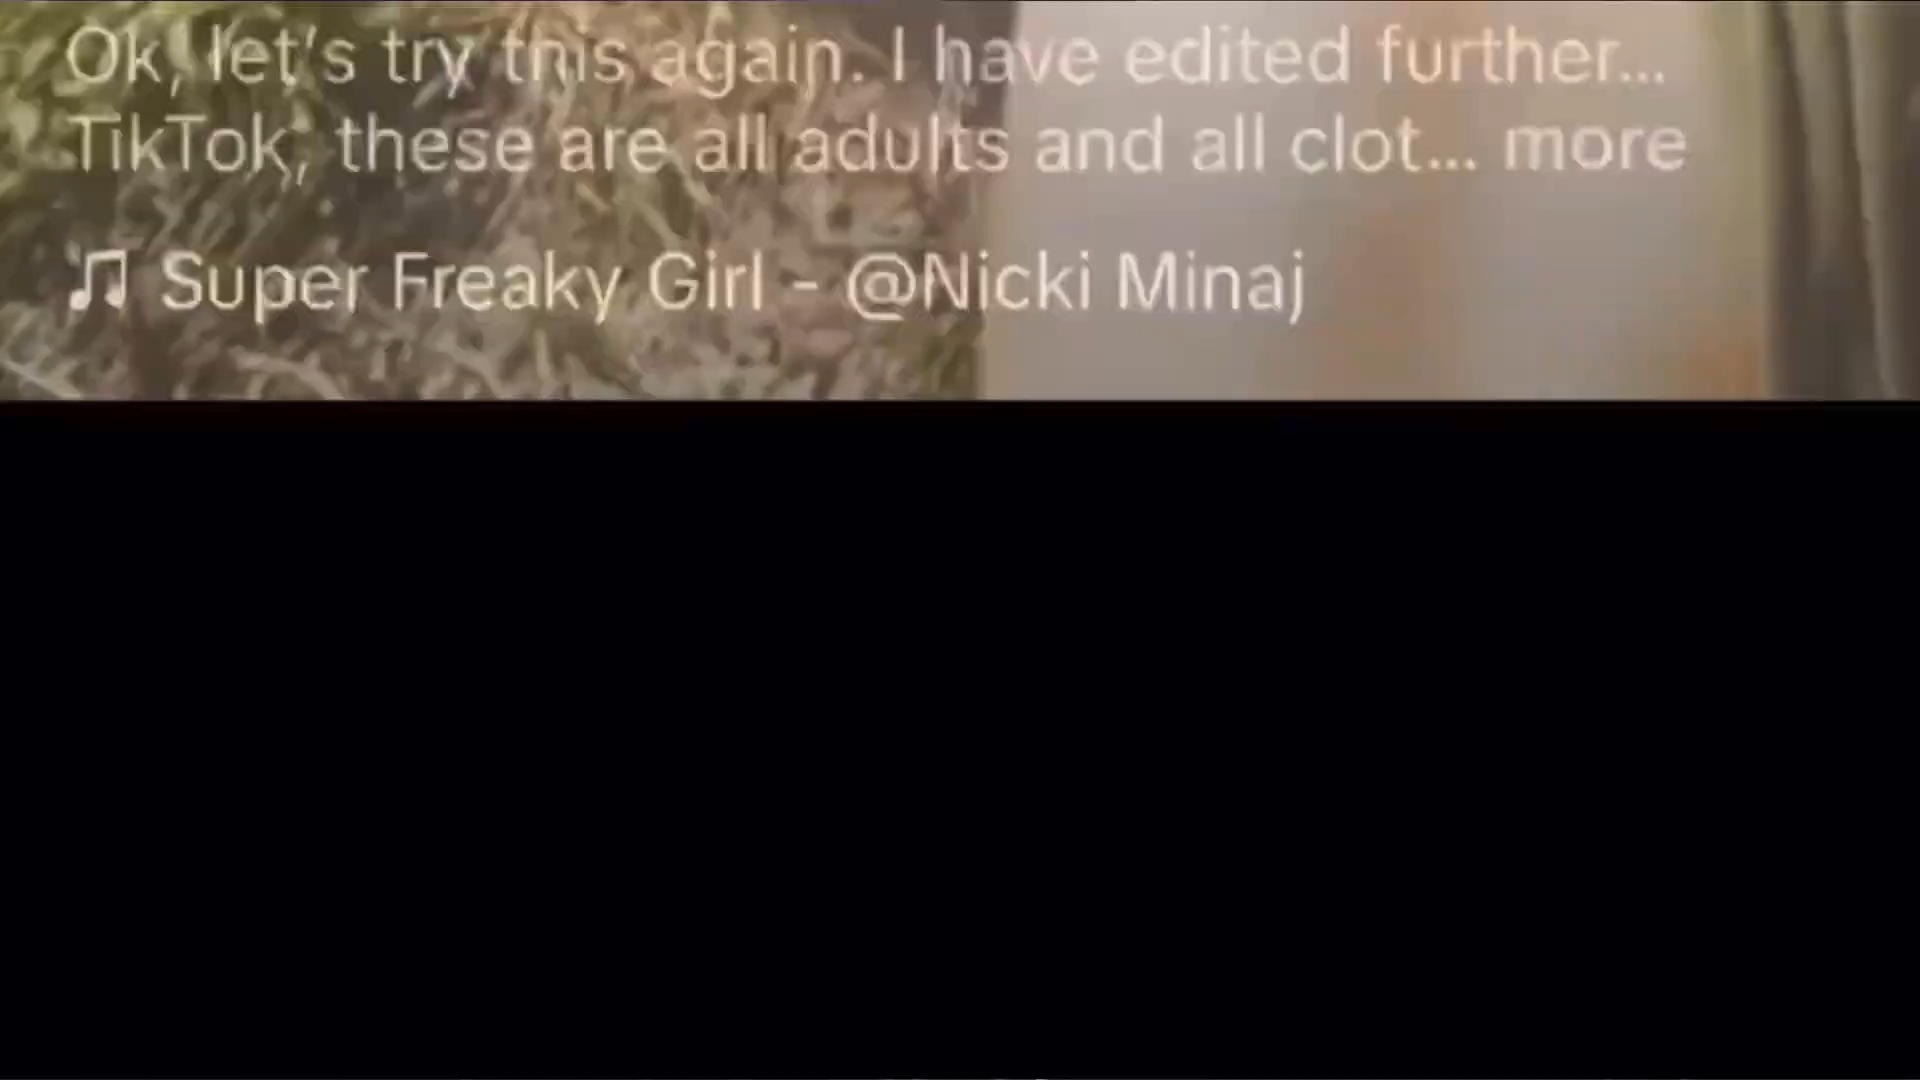 Ok, let's try this again. I have edited further...
TikTok, these are all adults and all clot... more
♫ Super Freaky Girl - @Nicki Minaj